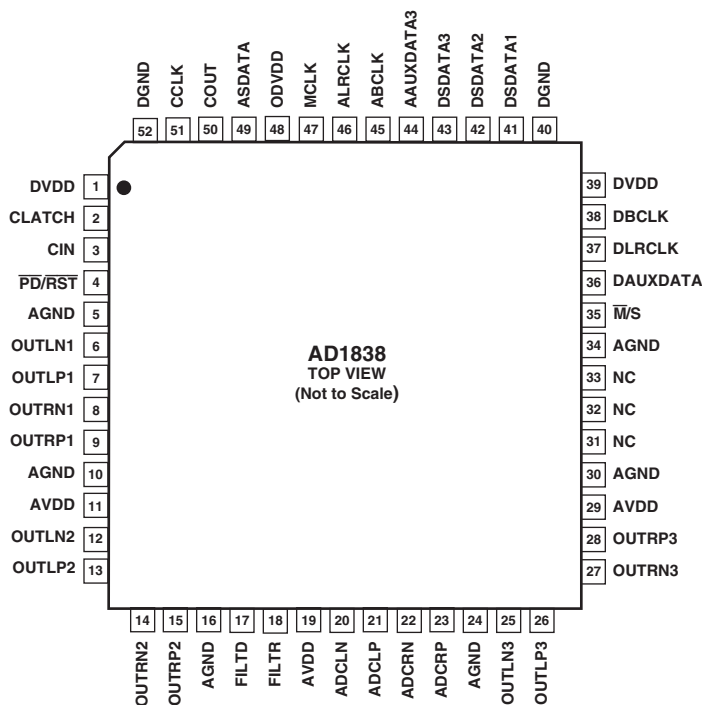 DGND
CCLK
COUT
ASDATA
ODVDD
MCLK
ALRCLK
ABCLK
AAUXDATA3
DSDATA3
DSDATA2
DSDATA1
DGND
52 51 50 49 48 47 46 45 44 43 42 41 40
DVDD 1
CLATCH 2
CIN 3
PD/RST 4
AGND 5
OUTLN1 6
OUTLP1 7
OUTRN1 8
OUTRP1 9
AGND 10
AVDD 11
OUTLN2 12
OUTLP2 13
AD1838
TOP VIEW
(Not to Scale)
39 DVDD
38 DBCLK
37 DLRCLK
36 DAUXDATA
35 M/S
34 AGND
33 NC
32 NC
31 NC
30 AGND
29 AVDD
28 OUTRP3
27 OUTRN3
14 15 16 17 18 19 20 21 22 23 24 25 26
OUTRN2
OUTRP2
AGND
FILTD
FILTR
AVDD
ADCLN
ADCLP
ADCRN
ADCRP
AGND
OUTLN3
OUTLP3